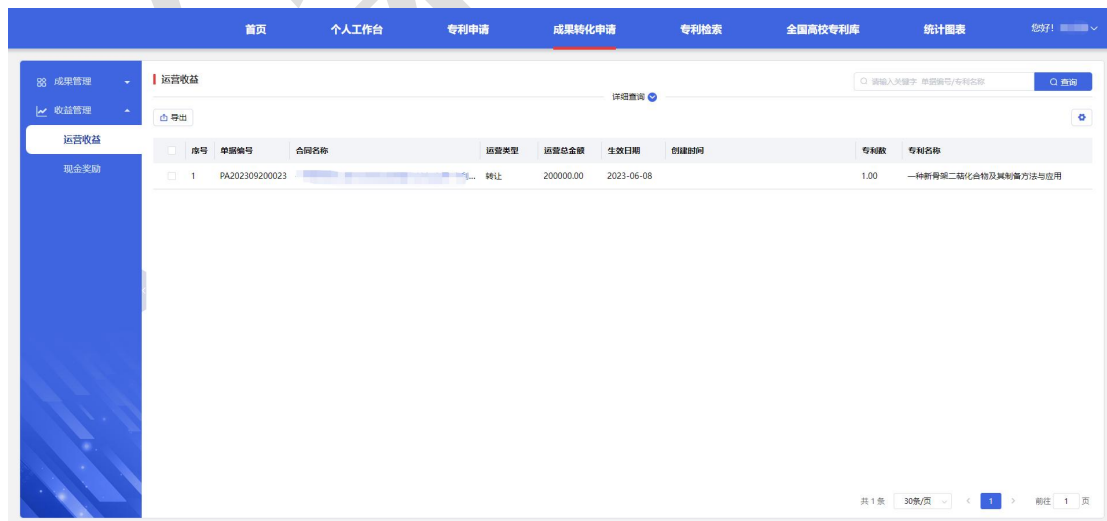 首页 个人工作台 专利申请 成果转化申请 专利检索 全国高校专利库 统计图表 您好!
成果管理
收益管理
运营收益
现金奖励
运营收益
请输入关键字 单据编号/专利名称 查询
详细查询
导出
序号 单据编号 合同名称 运营类型 运营总金额 生效日期 创建时间 专利数 专利名称
1 PA202309200023 ... 转让 200000.00 2023-06-08 1.00 一种新骨架二萜化合物及其制备方法与应用
共 1 条 30条/页 1 前往 1 页